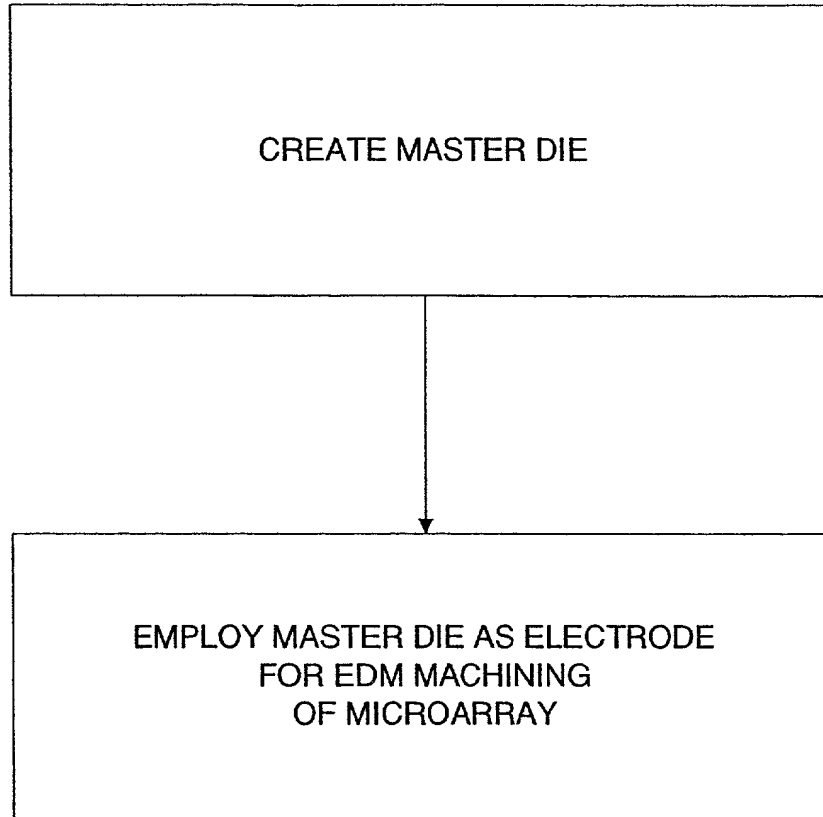 CREATE MASTER DIE
EMPLOY MASTER DIE AS ELECTRODE
FOR EDM MACHINING
OF MICROARRAY